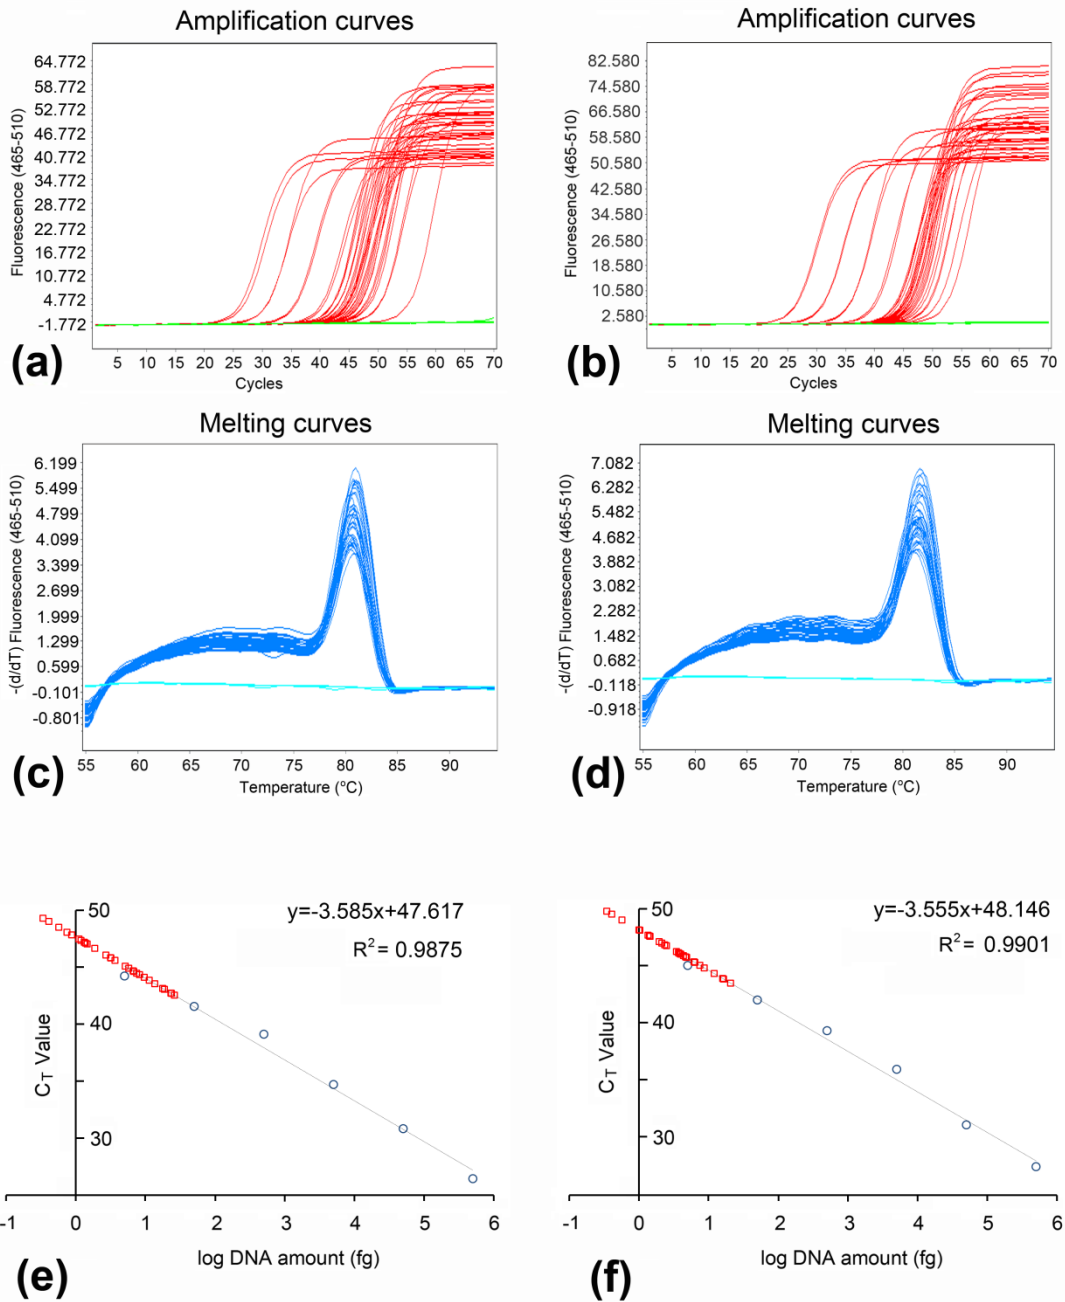 Amplification curves
Fluorescence (465-510)
64.772
58.772
52.772
46.772
40.772
34.772
28.772
22.772
16.772
10.772
4.772
-1.772
5 10 15 20 25 30 35 40 45 50 55 60 65 70
Cycles
(a)
Amplification curves
Fluorescence (465-510)
82.580
74.580
66.580
58.580
50.580
42.580
34.580
26.580
18.580
10.580
2.580
5 10 15 20 25 30 35 40 45 50 55 60 65 70
Cycles
(b)
Melting curves
-(d/dT) Fluorescence (465-510)
6.199
5.499
4.799
4.099
3.399
2.699
1.999
1.299
0.599
-0.101
-0.801
55 60 65 70 75 80 85 90
Temperature (°C)
(c)
Melting curves
-(d/dT) Fluorescence (465-510)
7.082
6.282
5.482
4.682
3.882
3.082
2.282
1.482
0.682
-0.118
-0.918
55 60 65 70 75 80 85 90
Temperature (°C)
(d)
y=-3.585x+47.617
R²= 0.9875
50
40
30
C_T Value
-1 0 1 2 3 4 5 6
log DNA amount (fg)
(e)
y=-3.555x+48.146
R²= 0.9901
50
40
30
C_T Value
-1 0 1 2 3 4 5 6
log DNA amount (fg)
(f)